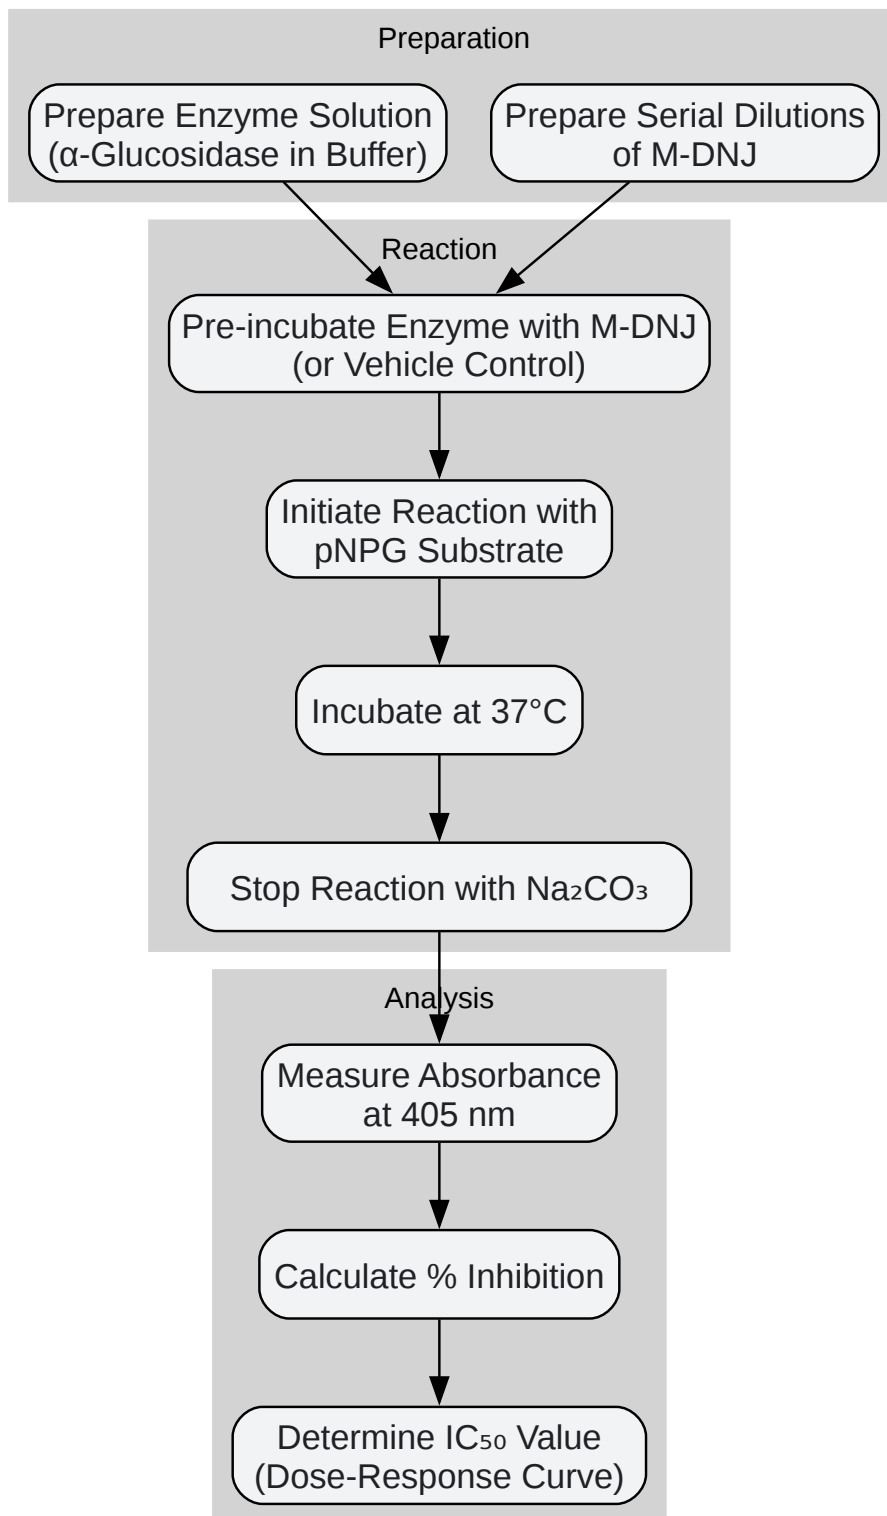 Preparation
Prepare Enzyme Solution
(α-Glucosidase in Buffer)
Prepare Serial Dilutions
of M-DNJ
Reaction
Pre-incubate Enzyme with M-DNJ
(or Vehicle Control)
Initiate Reaction with
pNPG Substrate
Incubate at 37°C
Stop Reaction with Na₂CO₃
Analysis
Measure Absorbance
at 405 nm
Calculate % Inhibition
Determine IC₅₀ Value
(Dose-Response Curve)